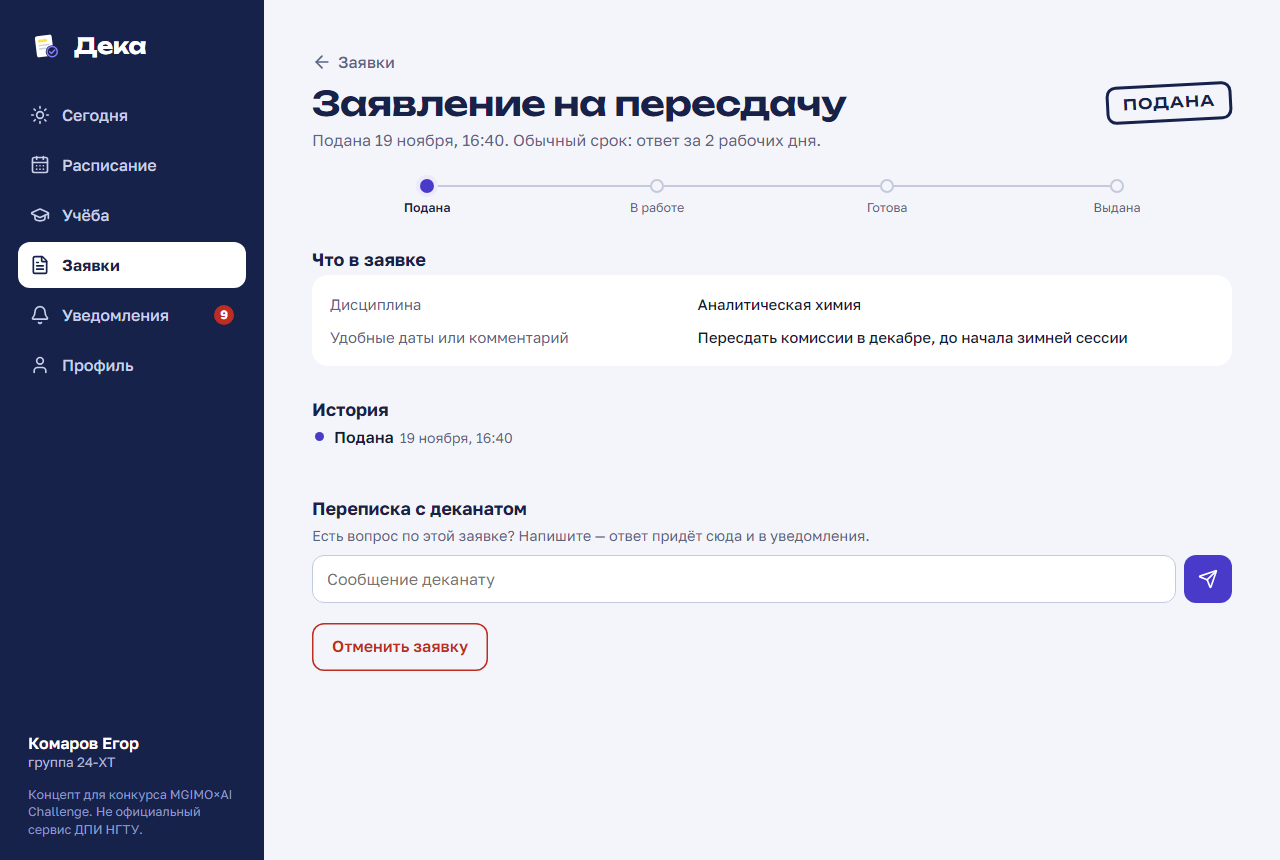 Дека
Сегодня
Расписание
Учёба
Заявки
Уведомления 9
Профиль
Комаров Егор
группа 24-ХТ
Концепт для конкурса MGIMO×AI
Challenge. Не официальный
сервис ДПИ НГТУ.
Заявки
Заявление на пересдачу
ПОДАНА
Подана 19 ноября, 16:40. Обычный срок: ответ за 2 рабочих дня.
Подана В работе Готова Выдана
Что в заявке
Дисциплина Аналитическая химия
Удобные даты или комментарий Пересдать комиссии в декабре, до начала зимней сессии
История
Подана 19 ноября, 16:40
Переписка с деканатом
Есть вопрос по этой заявке? Напишите — ответ придёт сюда и в уведомления.
Сообщение деканату
Отменить заявку